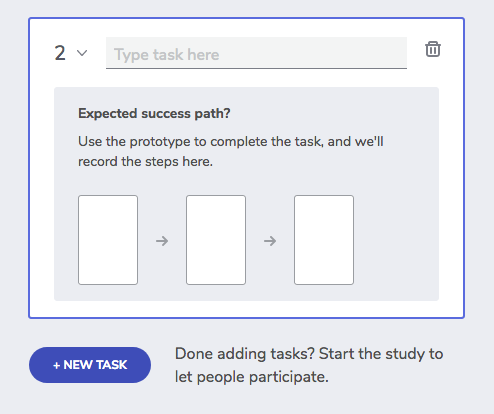 2 Type task here
Expected success path?
Use the prototype to complete the task, and we'll
record the steps here.
+ NEW TASK
Done adding tasks? Start the study to
let people participate.